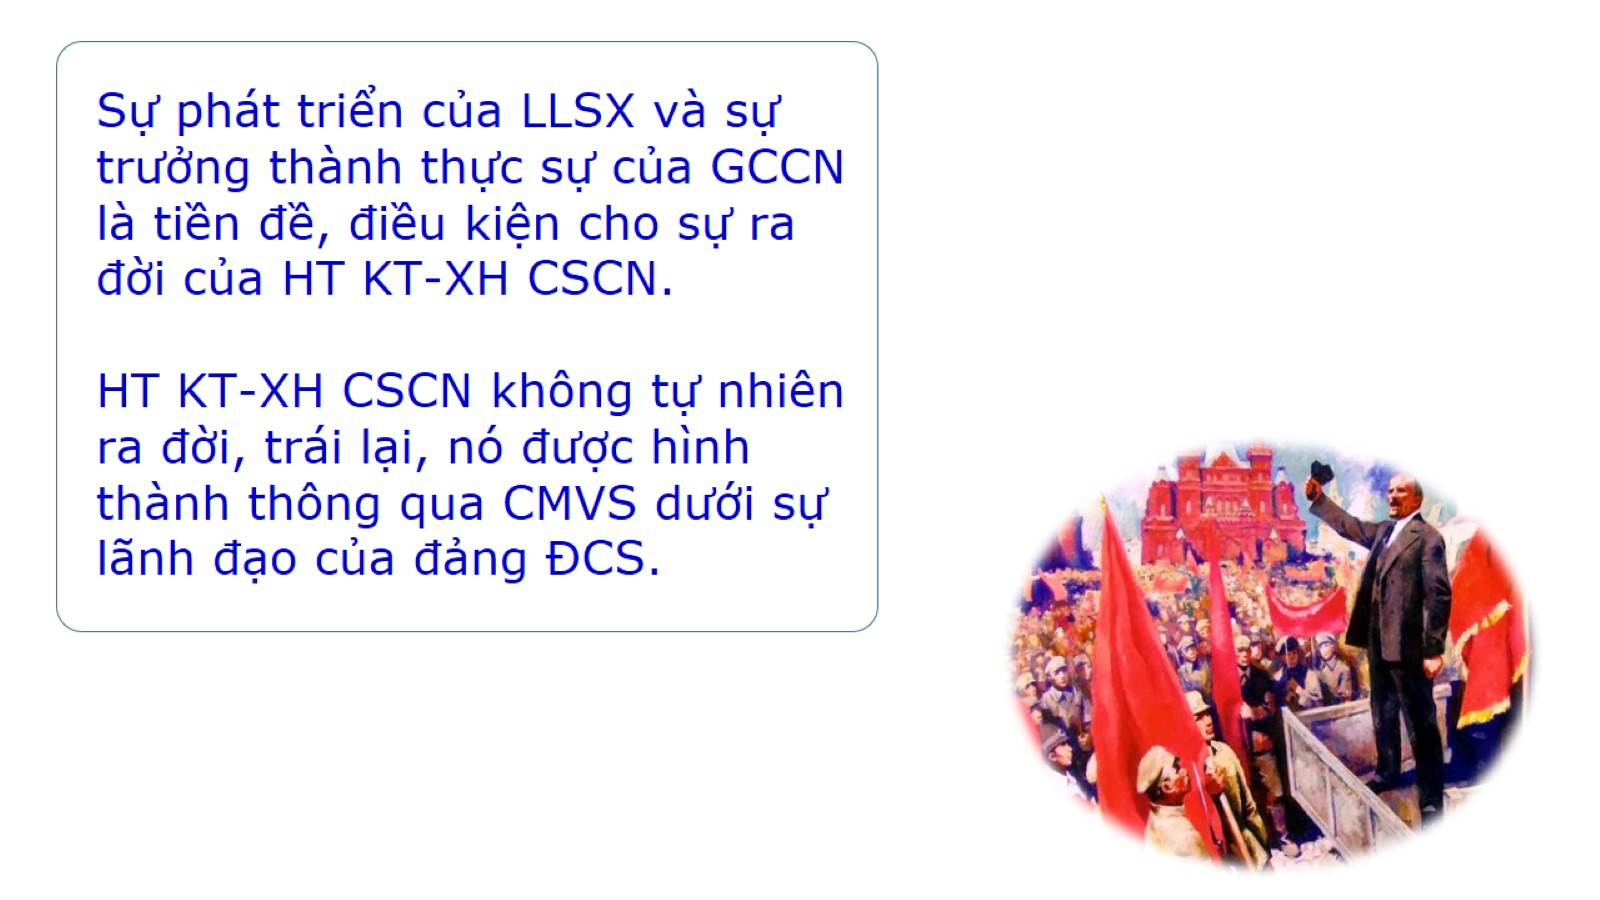 Sự phát triển của LLSX và sự
trưởng thành thực sự của GCCN
là tiền đề, điều kiện cho sự ra
đời của HT KT-XH CSCN.
HT KT-XH CSCN không tự nhiên
ra đời, trái lại, nó được hình
thành thông qua CMVS dưới sự
lãnh đạo của đảng ĐCS.